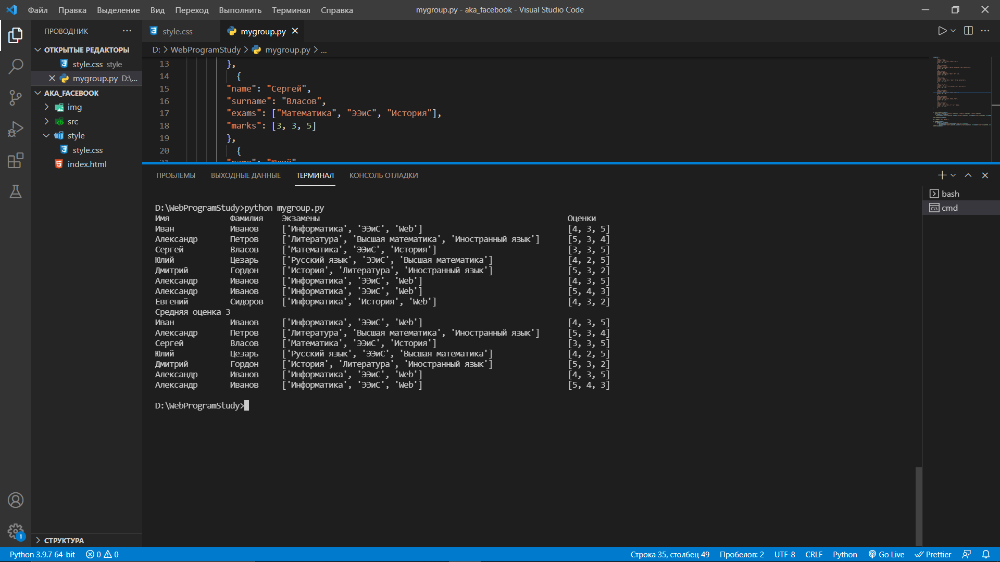 Файл Правка Выделение Вид Переход Выполнить Терминал Справка mygroup.py - aka_facebook - Visual Studio Code
ПРОВОДНИК ...
ОТКРЫТЫЕ РЕДАКТОРЫ
style.css style
mygroup.py D:\...
AKA_FACEBOOK
img
src
style
style.css
index.html
СТРУКТУРА
style.css mygroup.py
D: > WebProgramStudy > mygroup.py > ...
13 },
14 {
15 "name": "Сергей",
16 "surname": "Власов",
17 "exams": ["Математика", "ЭЭиС", "История"],
18 "marks": [3, 3, 5]
19 },
20 {
21 "name": "Юлий"
ПРОБЛЕМЫ ВЫХОДНЫЕ ДАННЫЕ ТЕРМИНАЛ КОНСОЛЬ ОТЛАДКИ
bash
cmd
D:\WebProgramStudy>python mygroup.py
Имя Фамилия Экзамены Оценки
Иван Иванов ['Информатика', 'ЭЭиС', 'Web'] [4, 3, 5]
Александр Петров ['Литература', 'Высшая математика', 'Иностранный язык'] [5, 3, 4]
Сергей Власов ['Математика', 'ЭЭиС', 'История'] [3, 3, 5]
Юлий Цезарь ['Русский язык', 'ЭЭиС', 'Высшая математика'] [4, 2, 5]
Дмитрий Гордон ['История', 'Литература', 'Иностранный язык'] [5, 3, 2]
Александр Иванов ['Информатика', 'ЭЭиС', 'Web'] [4, 3, 5]
Александр Иванов ['Информатика', 'ЭЭиС', 'Web'] [5, 4, 3]
Евгений Сидоров ['Информатика', 'История', 'Web'] [4, 3, 2]
Средняя оценка 3
Иван Иванов ['Информатика', 'ЭЭиС', 'Web'] [4, 3, 5]
Александр Петров ['Литература', 'Высшая математика', 'Иностранный язык'] [5, 3, 4]
Сергей Власов ['Математика', 'ЭЭиС', 'История'] [3, 3, 5]
Юлий Цезарь ['Русский язык', 'ЭЭиС', 'Высшая математика'] [4, 2, 5]
Дмитрий Гордон ['История', 'Литература', 'Иностранный язык'] [5, 3, 2]
Александр Иванов ['Информатика', 'ЭЭиС', 'Web'] [4, 3, 5]
Александр Иванов ['Информатика', 'ЭЭиС', 'Web'] [5, 4, 3]
D:\WebProgramStudy>
1
Python 3.9.7 64-bit 0 0 Строка 35, столбец 49 Пробелов: 2 UTF-8 CRLF Python Go Live Prettier